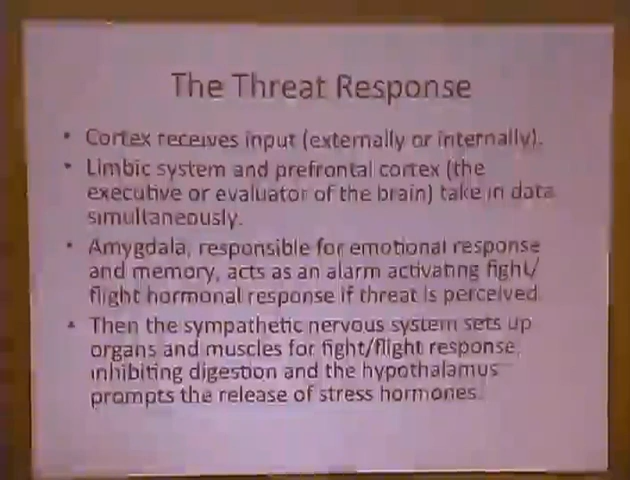 The Threat Response
• Cortex receives input (externally or internally).
• Limbic system and prefrontal cortex (the
executive or evaluator of the brain) take in data
simultaneously.
• Amygdala, responsible for emotional response
and memory, acts as an alarm activating fight/
flight hormonal response if threat is perceived.
• Then the sympathetic nervous system sets up
organs and muscles for fight/flight response,
inhibiting digestion and the hypothalamus
prompts the release of stress hormones.